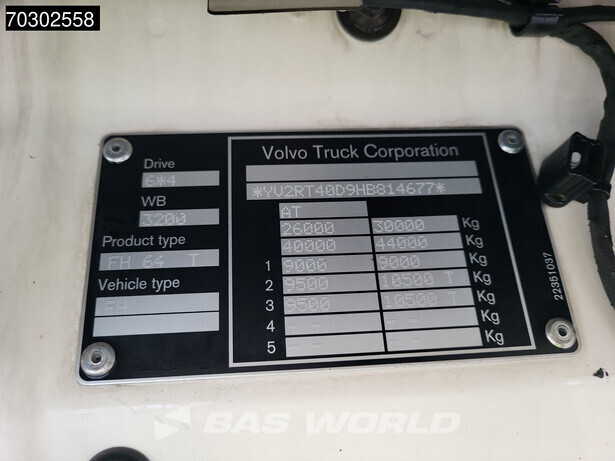 70302558
Drive
6*4
WB
3200
Product type
FH 64 T
Vehicle type
FH
Volvo Truck Corporation
*YV2RT40D9HB814677*
AT
26000 30000 Kg
40000 44000 Kg
1 9000 9000 Kg
2 9500 10500 T Kg
3 9500 10500 T Kg
4 - - - - Kg
5 - - - - Kg
22351037
BAS WORLD